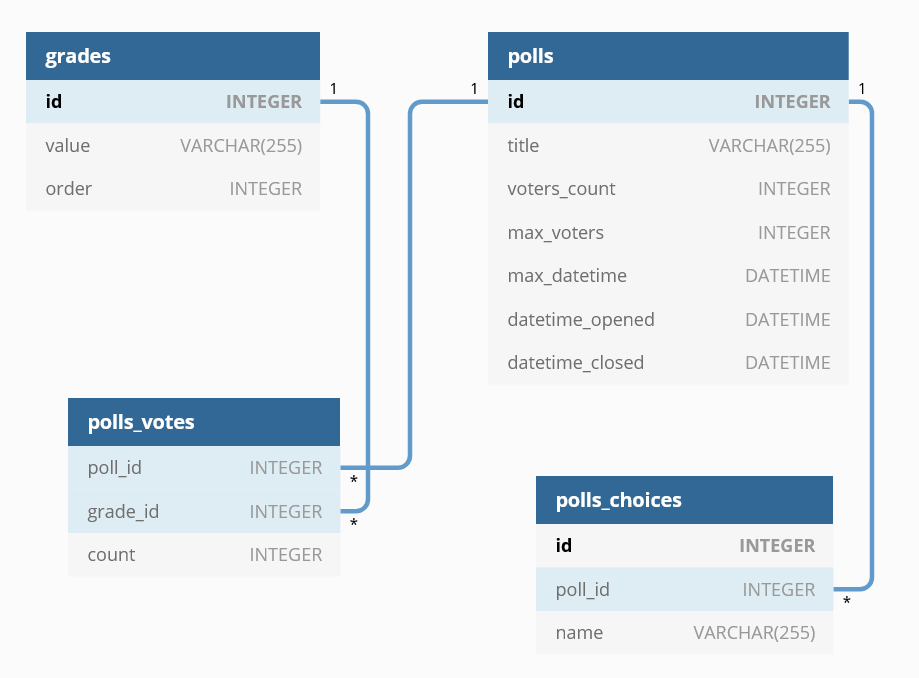 grades
id INTEGER
value VARCHAR(255)
order INTEGER
1
polls
id INTEGER
title VARCHAR(255)
voters_count INTEGER
max_voters INTEGER
max_datetime DATETIME
datetime_opened DATETIME
datetime_closed DATETIME
1
1
polls_votes
poll_id INTEGER
*
grade_id INTEGER
*
count INTEGER
polls_choices
id INTEGER
poll_id INTEGER
*
name VARCHAR(255)